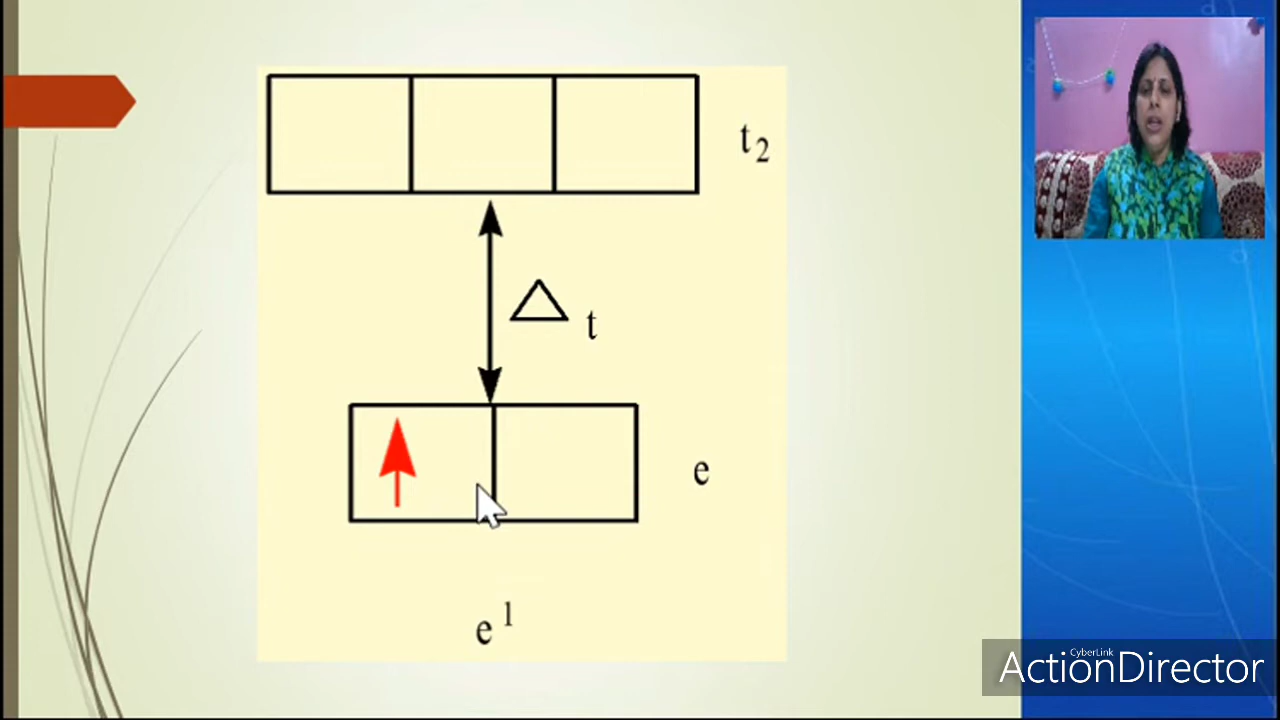 t₂
△ t
e
e¹
CyberLink
ActionDirector